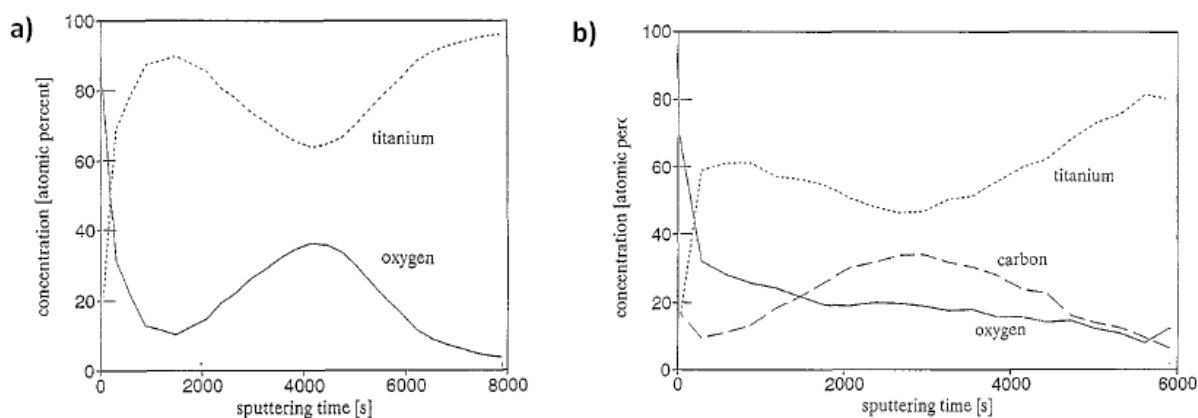 a)
concentration [atomic percent]
100
80
60
40
20
0
titanium
oxygen
0 2000 4000 6000 8000
sputtering time [s]
b)
concentration [atomic perc
100
80
60
40
20
0
titanium
carbon
oxygen
0 2000 4000 6000
sputtering time [s]